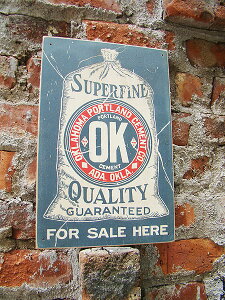 SUPERFINE
OKLAHOMA PORTLAND CEMENT CO.
PORTLAND
OK
CEMENT
ADA OKLA
QUALITY
GUARANTEED
FOR SALE HERE